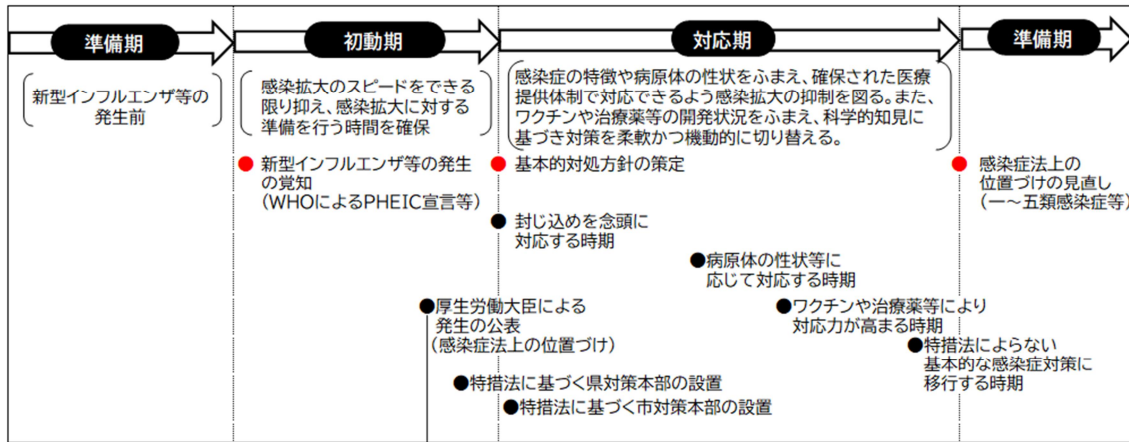 準備期
初動期
対応期
準備期
新型インフルエンザ等の
発生前
感染拡大のスピードをできる
限り抑え、感染拡大に対する
準備を行う時間を確保
感染症の特徴や病原体の性状をふまえ、確保された医療
提供体制で対応できるよう感染拡大の抑制を図る。また、
ワクチンや治療薬等の開発状況をふまえ、科学的知見に
基づき対策を柔軟かつ機動的に切り替える。
●新型インフルエンザ等の発生
の覚知
(WHOによるPHEIC宣言等)
●基本的対処方針の策定
●感染症法上の
位置づけの見直し
(一～五類感染症等)
●封じ込めを念頭に
対応する時期
●病原体の性状等に
応じて対応する時期
●厚生労働大臣による
発生の公表
(感染症法上の位置づけ)
●ワクチンや治療薬等により
対応力が高まる時期
●特措法によらない
基本的な感染症対策に
移行する時期
●特措法に基づく県対策本部の設置
●特措法に基づく市対策本部の設置